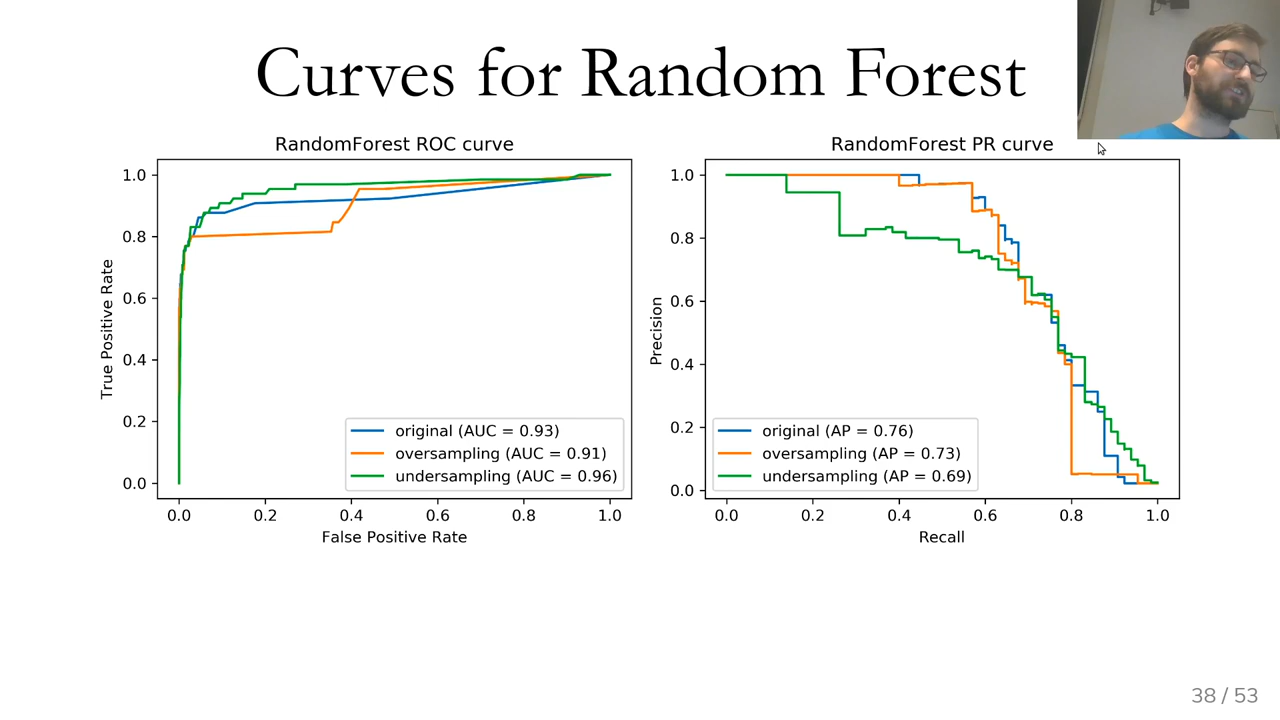 Curves for Random Forest
RandomForest ROC curve
1.0
0.8
0.6
0.4
0.2
0.0
True Positive Rate
original (AUC = 0.93)
oversampling (AUC = 0.91)
undersampling (AUC = 0.96)
0.0 0.2 0.4 0.6 0.8 1.0
False Positive Rate
RandomForest PR curve
1.0
0.8
0.6
0.4
0.2
0.0
Precision
original (AP = 0.76)
oversampling (AP = 0.73)
undersampling (AP = 0.69)
0.0 0.2 0.4 0.6 0.8 1.0
Recall
38 / 53